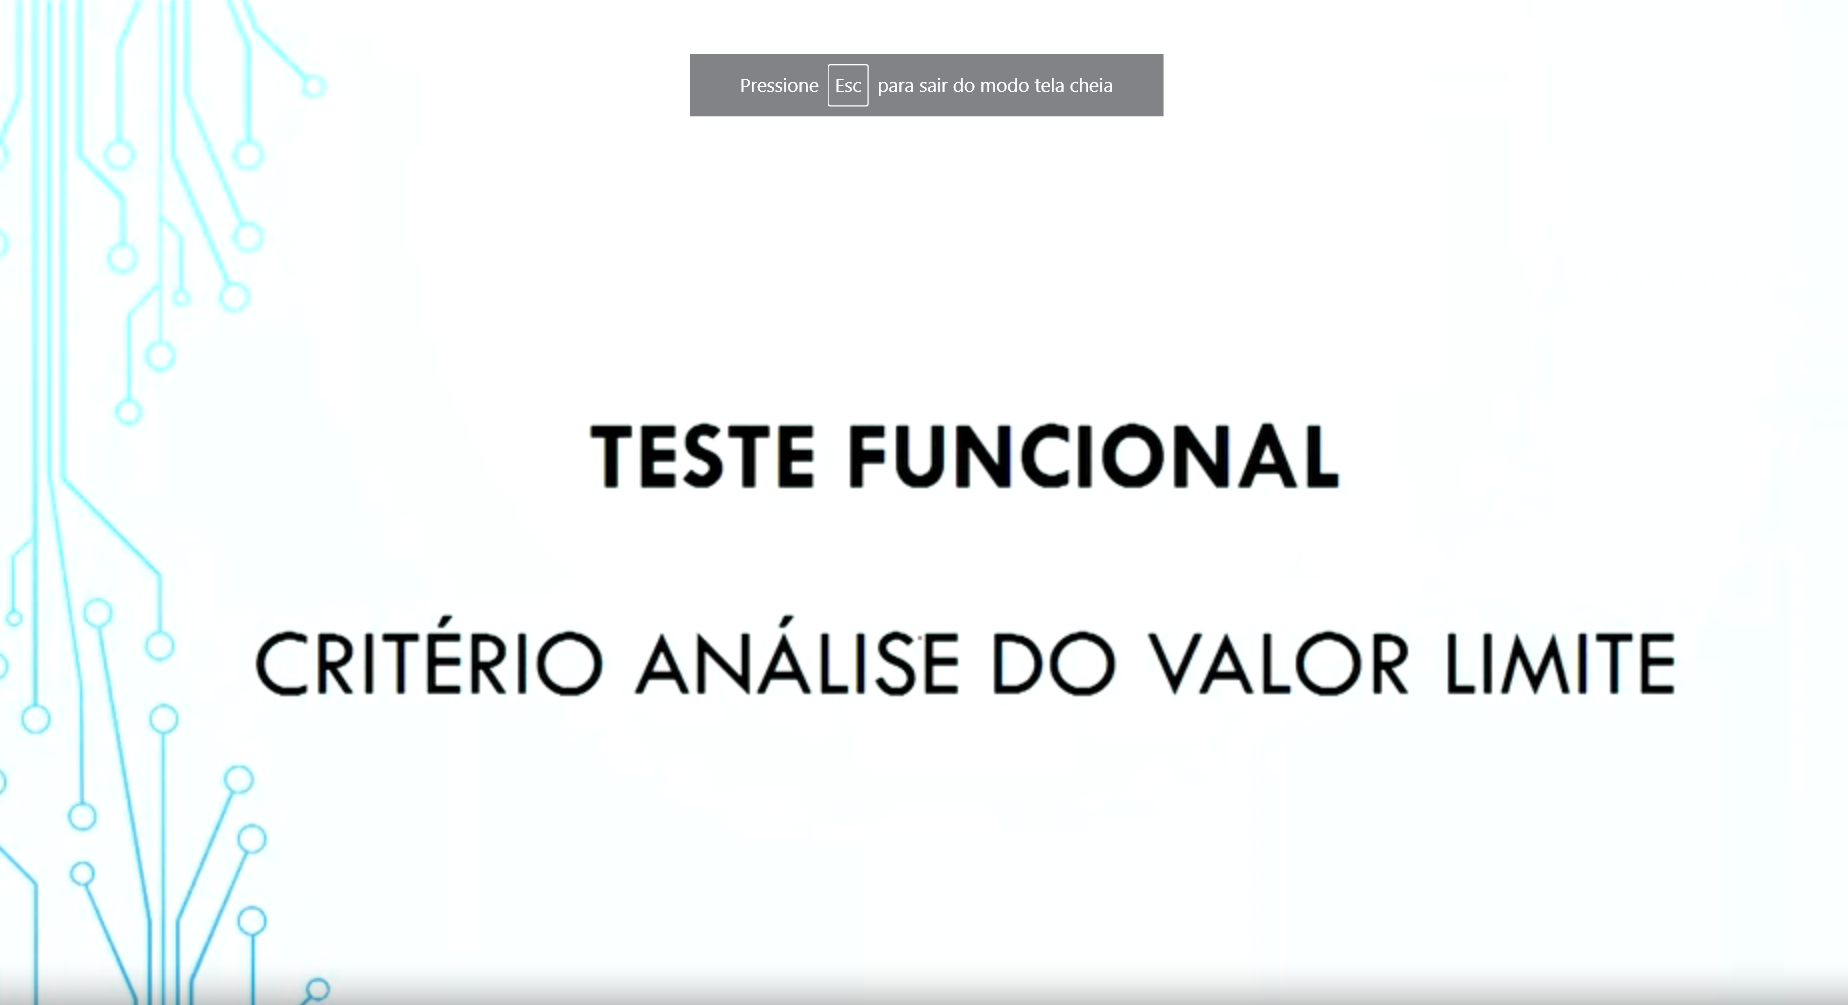 Pressione Esc para sair do modo tela cheia
TESTE FUNCIONAL
CRITÉRIO ANÁLISE DO VALOR LIMITE